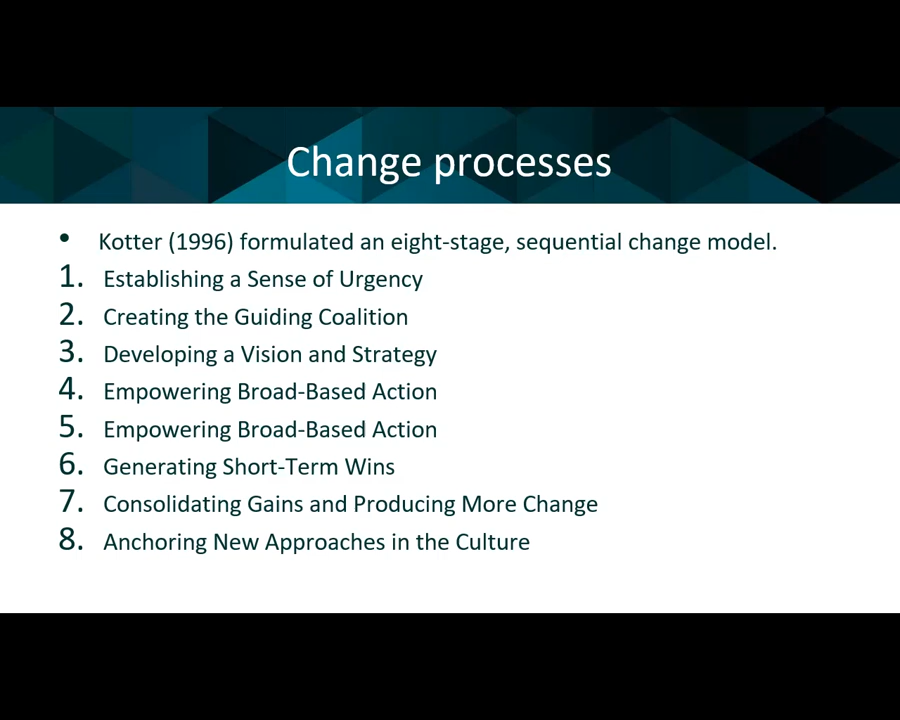 Change processes
• Kotter (1996) formulated an eight-stage, sequential change model.
1. Establishing a Sense of Urgency
2. Creating the Guiding Coalition
3. Developing a Vision and Strategy
4. Empowering Broad-Based Action
5. Empowering Broad-Based Action
6. Generating Short-Term Wins
7. Consolidating Gains and Producing More Change
8. Anchoring New Approaches in the Culture